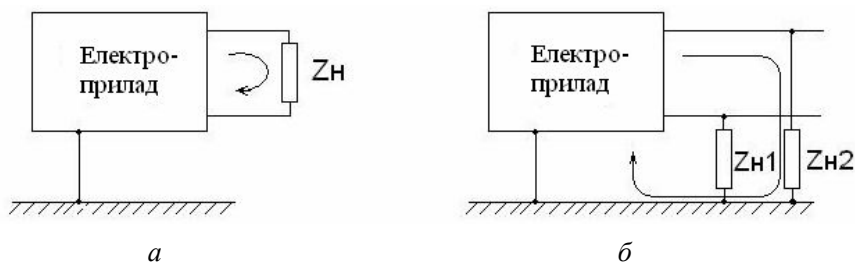 Електро-
прилад
Zн
а
Електро-
прилад
Zн1
Zн2
б